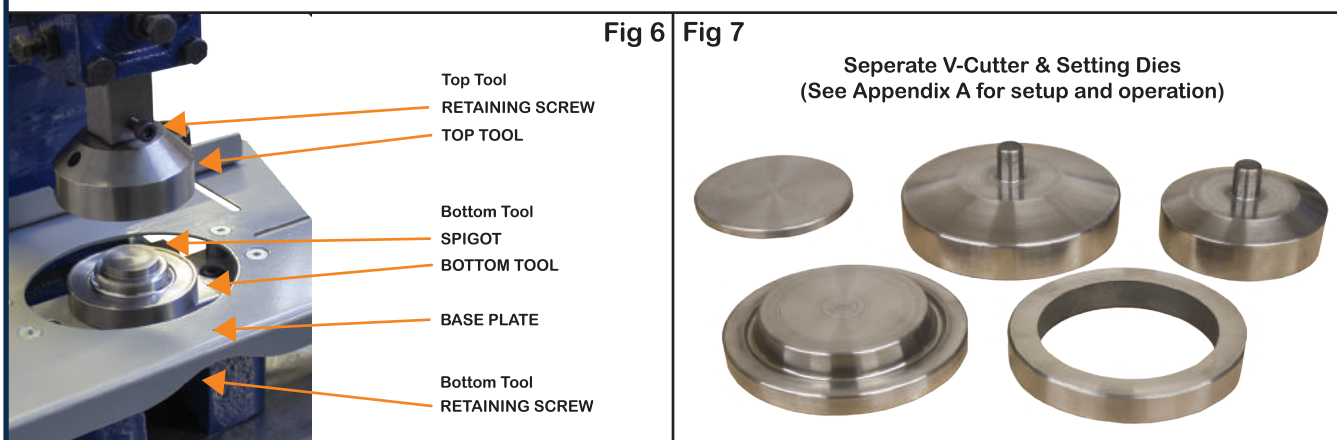 Fig 6
Top Tool
RETAINING SCREW
TOP TOOL
Bottom Tool
SPIGOT
BOTTOM TOOL
BASE PLATE
Bottom Tool
RETAINING SCREW
Fig 7
Seperate V-Cutter & Setting Dies
(See Appendix A for setup and operation)